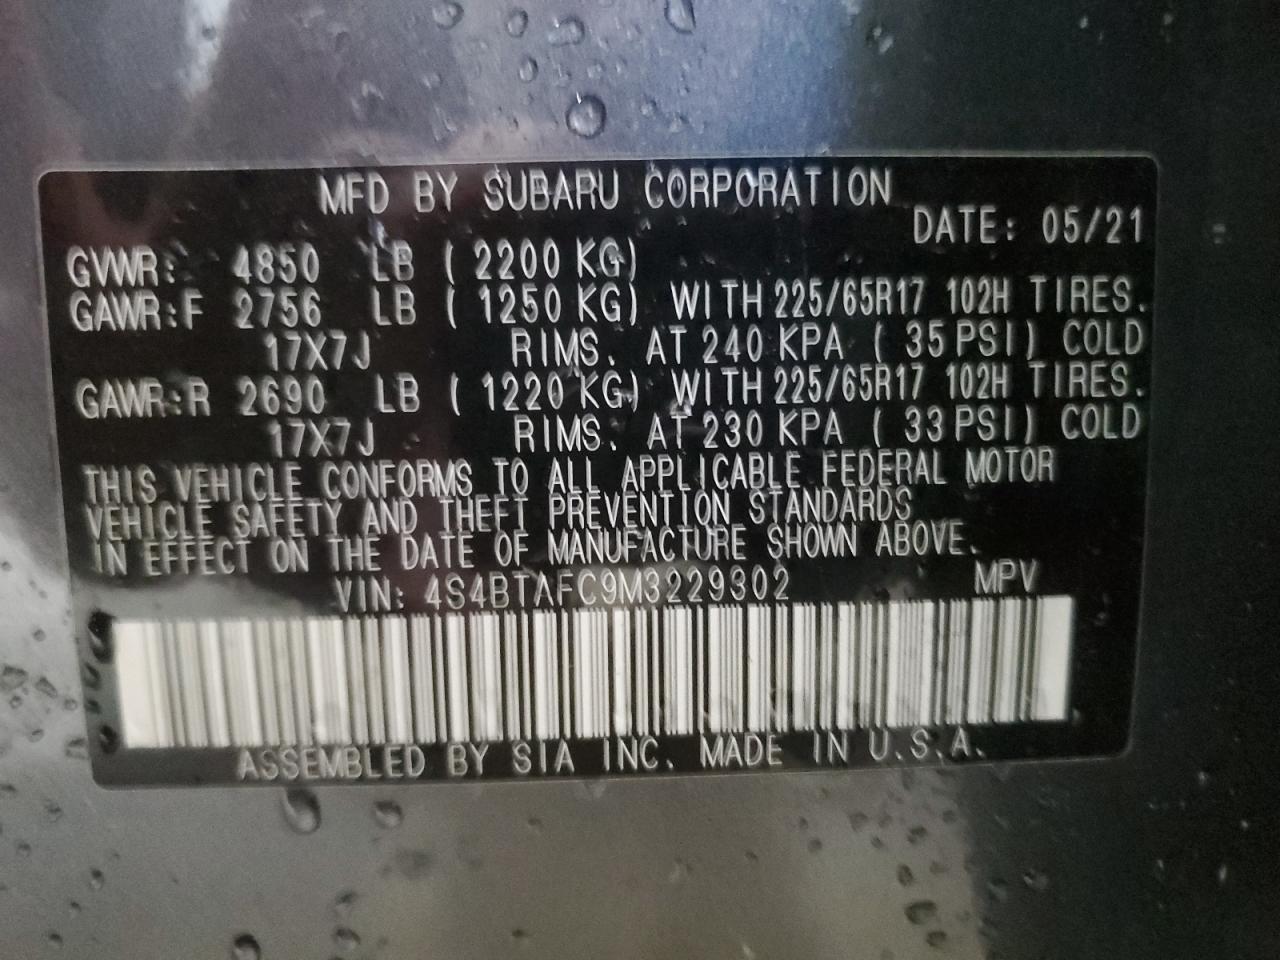 MFD BY SUBARU CORPORATION
DATE: 05/21
GVWR: 4850 LB ( 2200 KG)
GAWR:F 2756 LB ( 1250 KG) WITH 225/65R17 102H TIRES.
17X7J RIMS. AT 240 KPA ( 35 PSI) COLD
GAWR:R 2690 LB ( 1220 KG) WITH 225/65R17 102H TIRES.
17X7J RIMS. AT 230 KPA ( 33 PSI) COLD
THIS VEHICLE CONFORMS TO ALL APPLICABLE FEDERAL MOTOR
VEHICLE SAFETY AND THEFT PREVENTION STANDARDS
IN EFFECT ON THE DATE OF MANUFACTURE SHOWN ABOVE.
VIN: 4S4BTAFC9M3229302 MPV
ASSEMBLED BY SIA INC. MADE IN U.S.A.